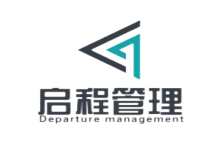 启程管理
Departure management